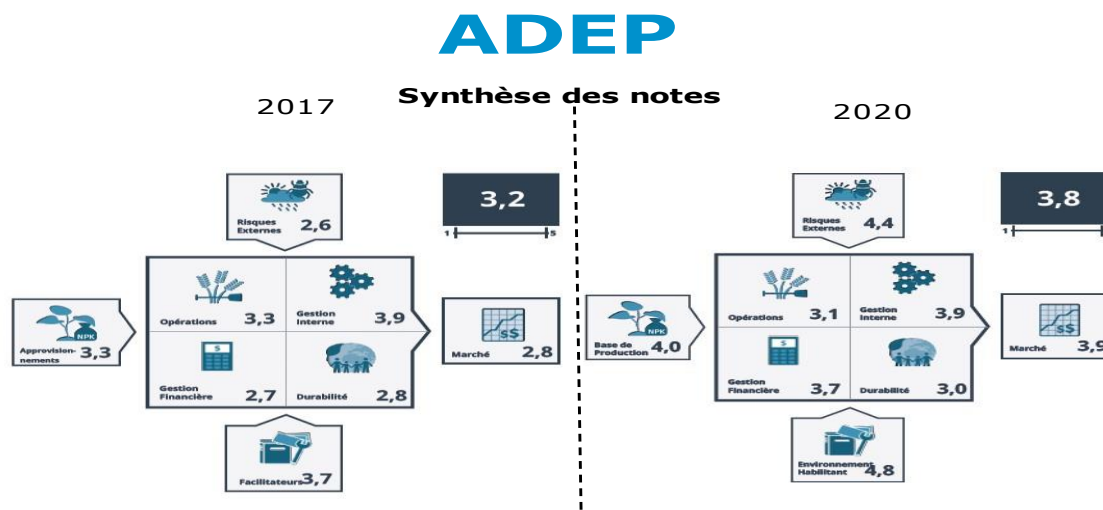 ADEP
Synthèse des notes
2017
Risques
Externes 2,6
3,2
1 5
Opérations 3,3
Gestion
Interne 3,9
NPK
Approvision-
nements 3,3
$
Gestion
Financière 2,7
Durabilité 2,8
$$
Marché 2,8
Facilitateurs 3,7
2020
Risques
Externes 4,4
3,8
1
Opérations 3,1
Gestion
Interne 3,9
NPK
Base de
Production 4,0
$
Gestion
Financière 3,7
Durabilité 3,0
$$
Marché 3,9
Environnement
Habilitant 4,8